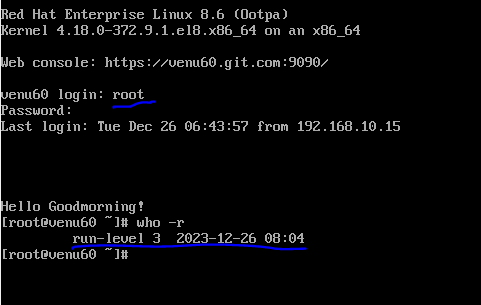 Red Hat Enterprise Linux 8.6 (Ootpa)
Kernel 4.18.0-372.9.1.el8.x86_64 on an x86_64
Web console: https://venu60.git.com:9090/
venu60 login: root
Password:
Last login: Tue Dec 26 06:43:57 from 192.168.10.15
Hello Goodmorning!
[root@venu60 ~]# who -r
run-level 3  2023-12-26 08:04
[root@venu60 ~]#